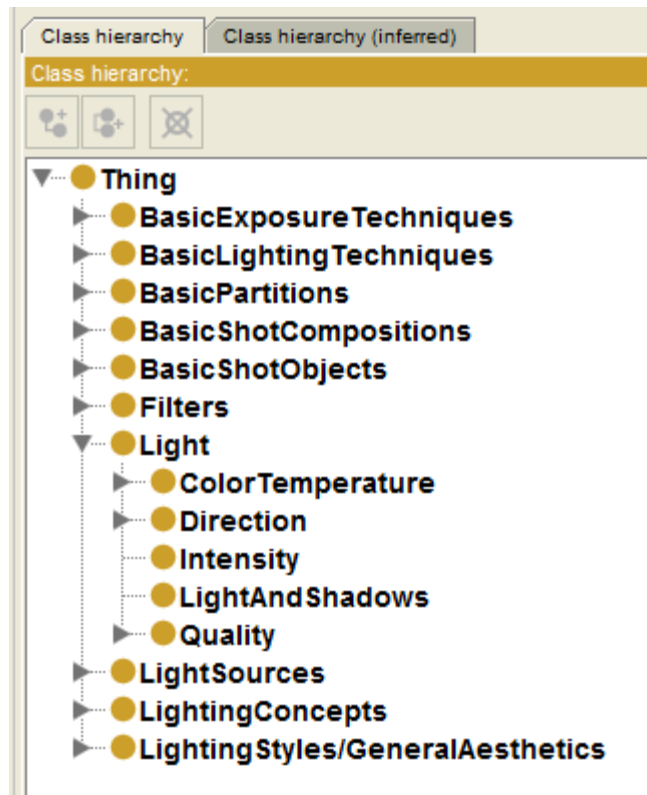 Class hierarchy Class hierarchy (inferred)
Class hierarchy:
Thing
BasicExposureTechniques
BasicLightingTechniques
BasicPartitions
BasicShotCompositions
BasicShotObjects
Filters
Light
ColorTemperature
Direction
Intensity
LightAndShadows
Quality
LightSources
LightingConcepts
LightingStyles/GeneralAesthetics